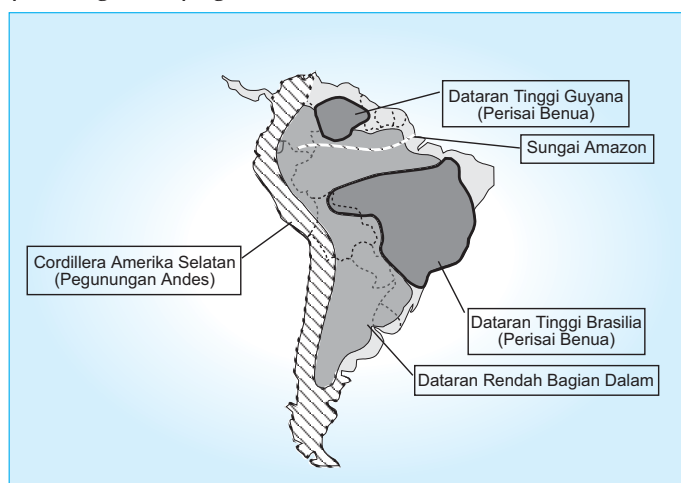 Dataran Tinggi Guyana
(Perisai Benua)
Sungai Amazon
Cordillera Amerika Selatan
(Pegunungan Andes)
Dataran Tinggi Brasilia
(Perisai Benua)
Dataran Rendah Bagian Dalam